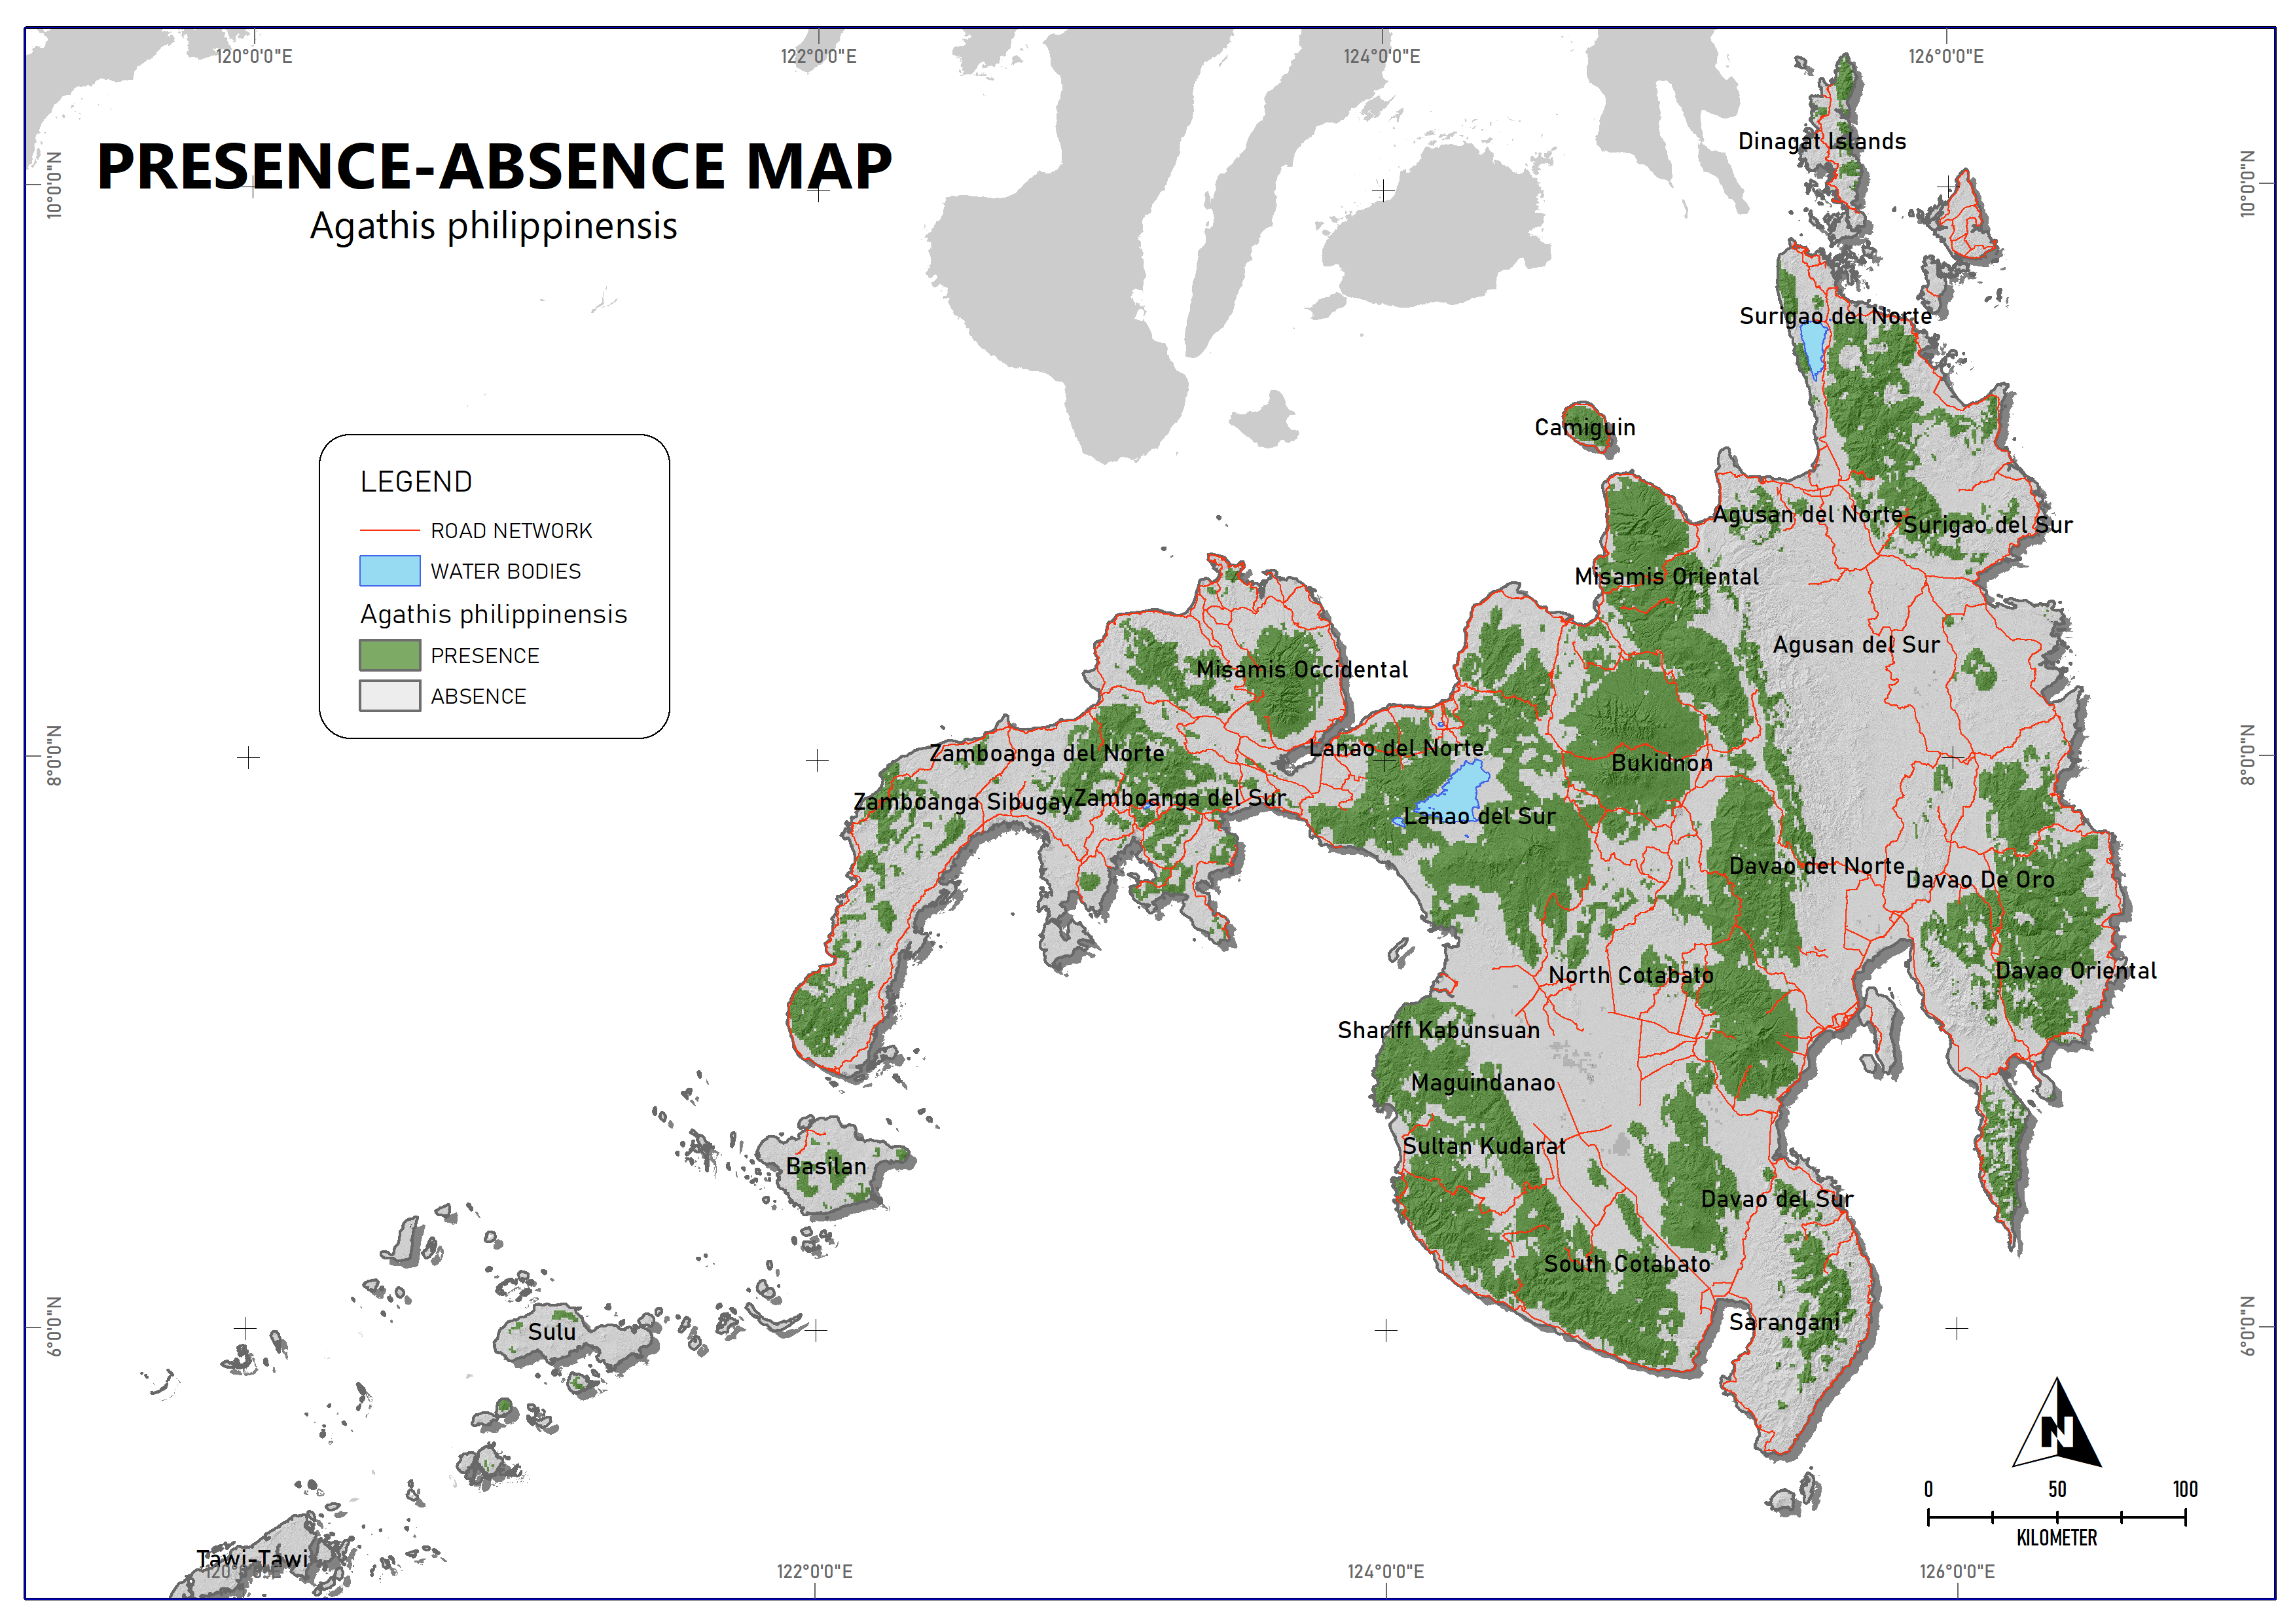 120°0'0"E 122°0'0"E 124°0'0"E 126°0'0"E
10°0'0"N 10°0'0"N
PRESENCE-ABSENCE MAP
Agathis philippinensis
Dinagat Islands
Surigao del Norte
Camiguin
LEGEND
ROAD NETWORK
WATER BODIES
Agathis philippinensis
PRESENCE
ABSENCE
Agusan del Norte
Surigao del Sur
Misamis Oriental
Agusan del Sur
Misamis Occidental
8°0'0"N 8°0'0"N
Zamboanga del Norte
Lanao del Norte
Bukidnon
Zamboanga Sibugay
Zamboanga del Sur
Lanao del Sur
Davao del Norte
Davao De Oro
Davao Oriental
North Cotabato
Shariff Kabunsuan
Maguindanao
Sultan Kudarat
Basilan
Davao del Sur
South Cotabato
Sarangani
Sulu
6°0'0"N 6°0'0"N
N
0 50 100
KILOMETER
Tawi-Tawi
120°0'0"E 122°0'0"E 124°0'0"E 126°0'0"E